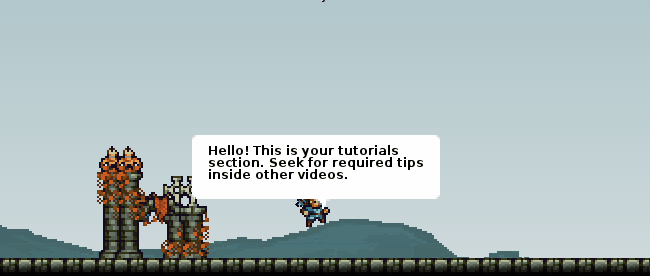 Hello! This is your tutorials
section. Seek for required tips
inside other videos.